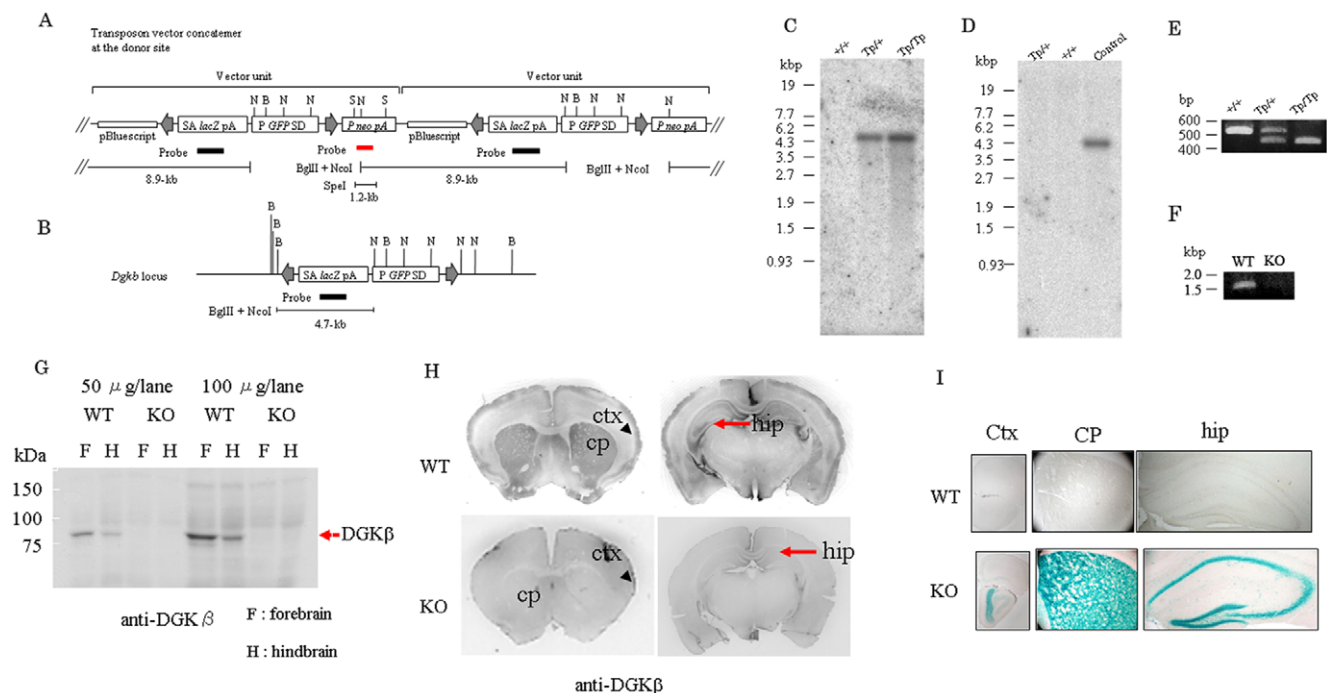 A
Transposon vector concatemer
at the donor site
Vector unit
Vector unit
N B N N S N S N B N N N
// SA lacZ pA P GFP SD P neo pA SA lacZ pA P GFP SD P neo pA //
pBluescript pBluescript
Probe Probe Probe
// BglII + NcoI BglII + NcoI //
8.9-kb 8.9-kb
SpeI
1.2-kb
B
B
B
B N B N N N N B
Dgkb locus
SA lacZ pA P GFP SD
Probe
BglII + NcoI
4.7-kb
C
+/+ Tp/+ Tp/Tp
kbp
19
7.7
6.2
4.3
3.5
2.7
1.9
1.5
0.93
D
Tp/+ +/+ Control
kbp
19
7.7
6.2
4.3
3.5
2.7
1.9
1.5
0.93
E
+/+ Tp/+ Tp/Tp
bp
600
500
400
F
kbp WT KO
2.0
1.5
G
50 μg/lane 100 μg/lane
WT KO WT KO
F H F H F H F H
kDa
150
100
75
DGKβ
anti-DGKβ
F : forebrain
H : hindbrain
H
WT
ctx
cp
hip
KO
ctx
cp
hip
anti-DGKβ
I
Ctx CP hip
WT
KO